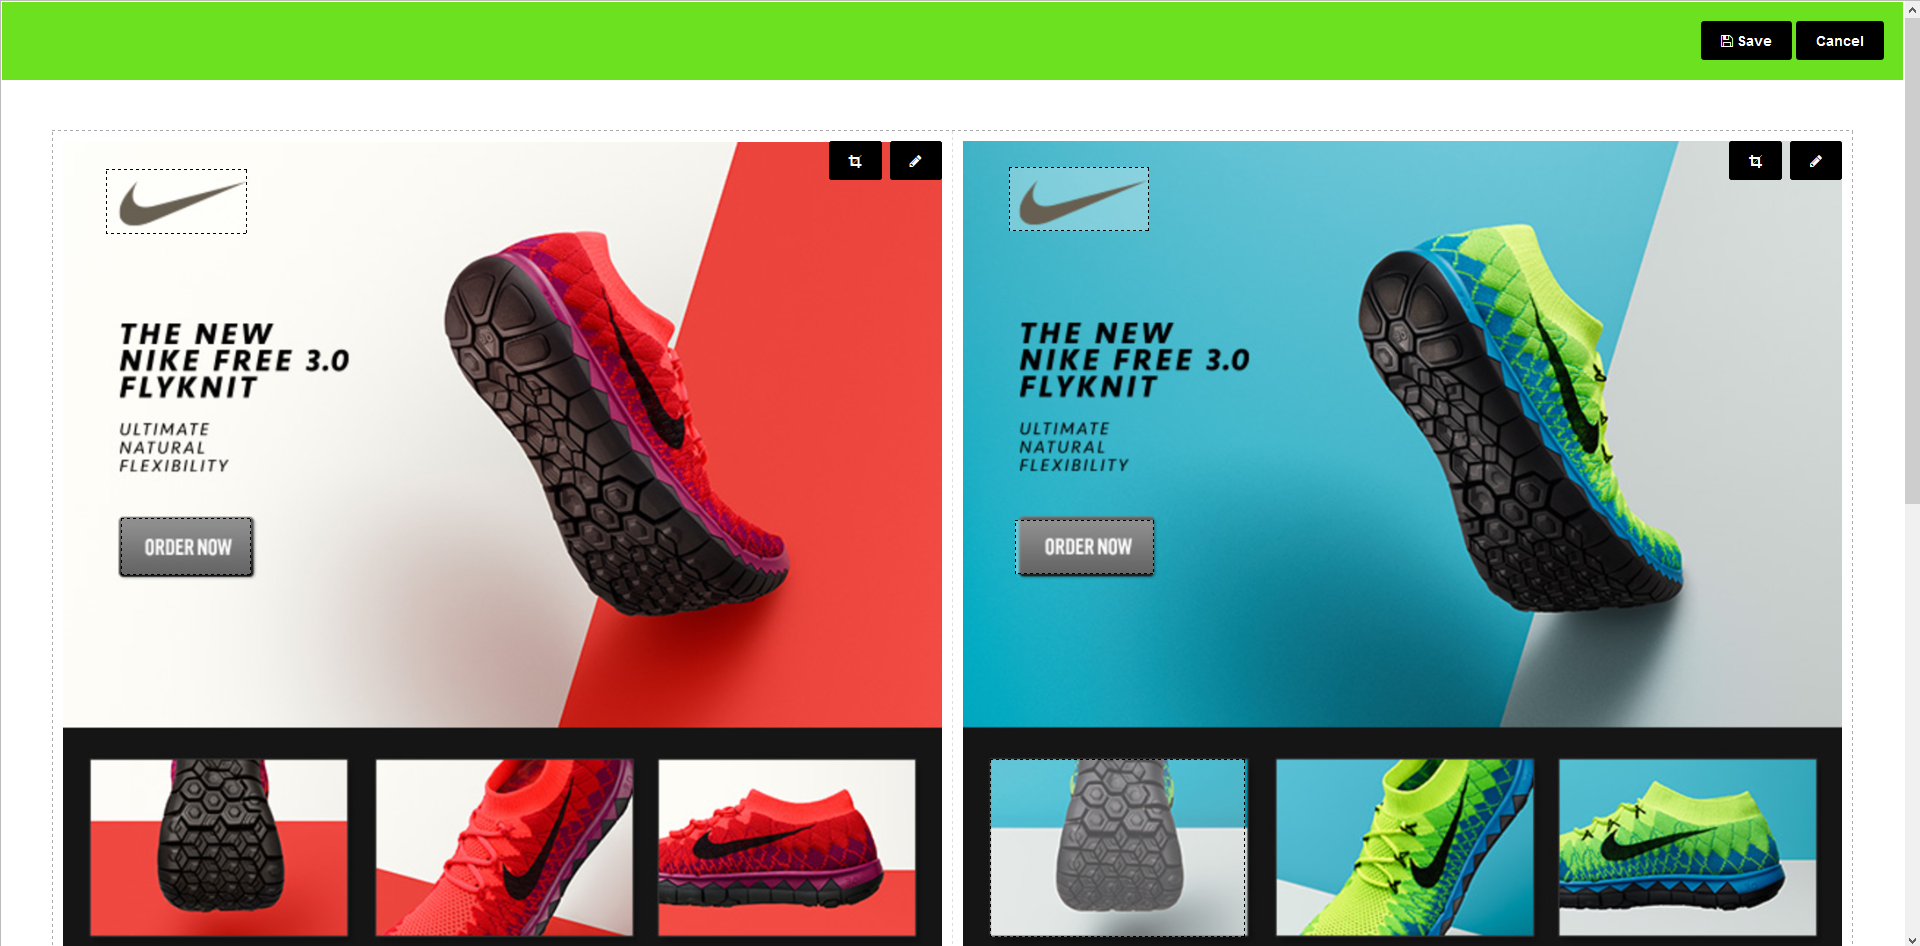 Save
Cancel
THE NEW
NIKE FREE 3.0
FLYKNIT
ULTIMATE
NATURAL
FLEXIBILITY
ORDER NOW
THE NEW
NIKE FREE 3.0
FLYKNIT
ULTIMATE
NATURAL
FLEXIBILITY
ORDER NOW